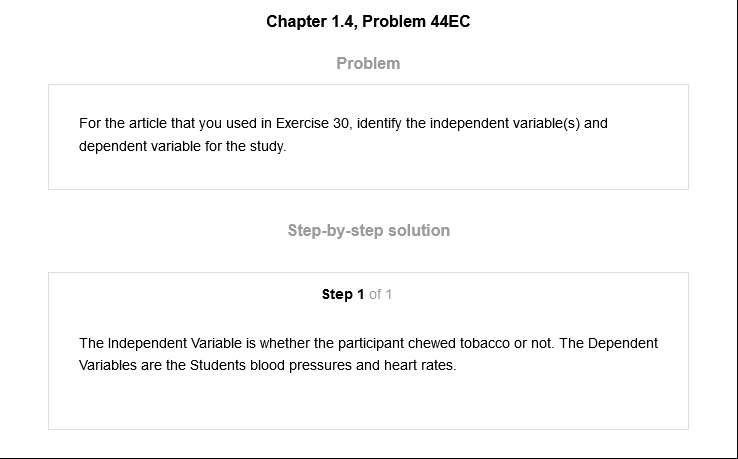 Chapter 1.4, Problem 44EC
Problem
For the article that you used in Exercise 30, identify the independent variable(s) and
dependent variable for the study.
Step-by-step solution
Step 1 of 1
The Independent Variable is whether the participant chewed tobacco or not. The Dependent
Variables are the Students blood pressures and heart rates.